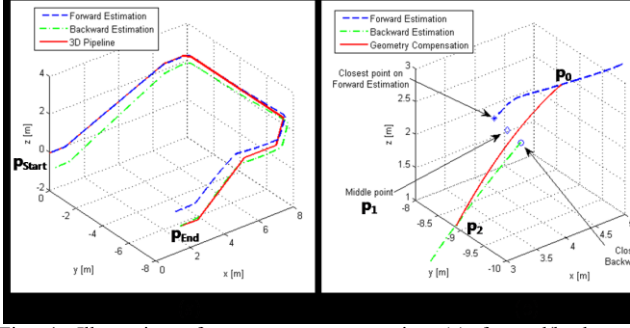 Forward Estimation
Backward Estimation
3D Pipeline
4
2
0
-2
z [m]
PStart
PEnd
0
-2
-4
-6
-8
y [m]
0
2
4
6
8
x [m]
Forward Estimation
Backward Estimation
Geometry Compensation
Closest point on
Forward Estimation
P0
3
2.5
2
1.5
1
z [m]
Middle point
P1
P2
-8
-8.5
-9
-9.5
-10
y [m]
3
3.5
4
4.5
x [m]
Clos
Backw